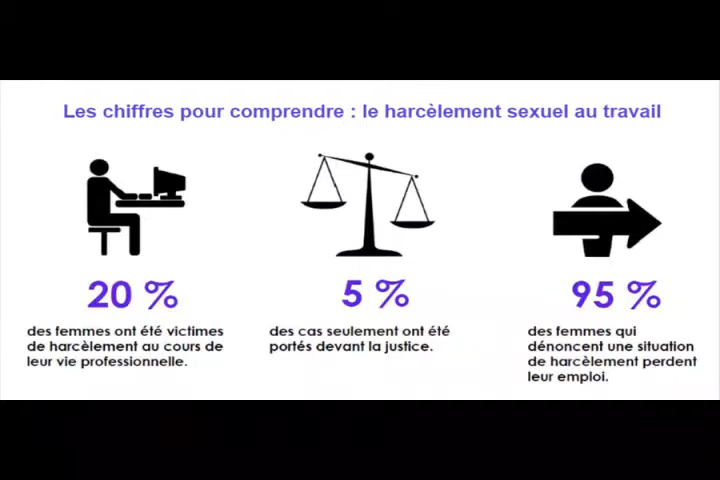 Les chiffres pour comprendre : le harcèlement sexuel au travail
20 %
des femmes ont été victimes
de harcèlement au cours de
leur vie professionnelle.
5 %
des cas seulement ont été
portés devant la justice.
95 %
des femmes qui
dénoncent une situation
de harcèlement perdent
leur emploi.